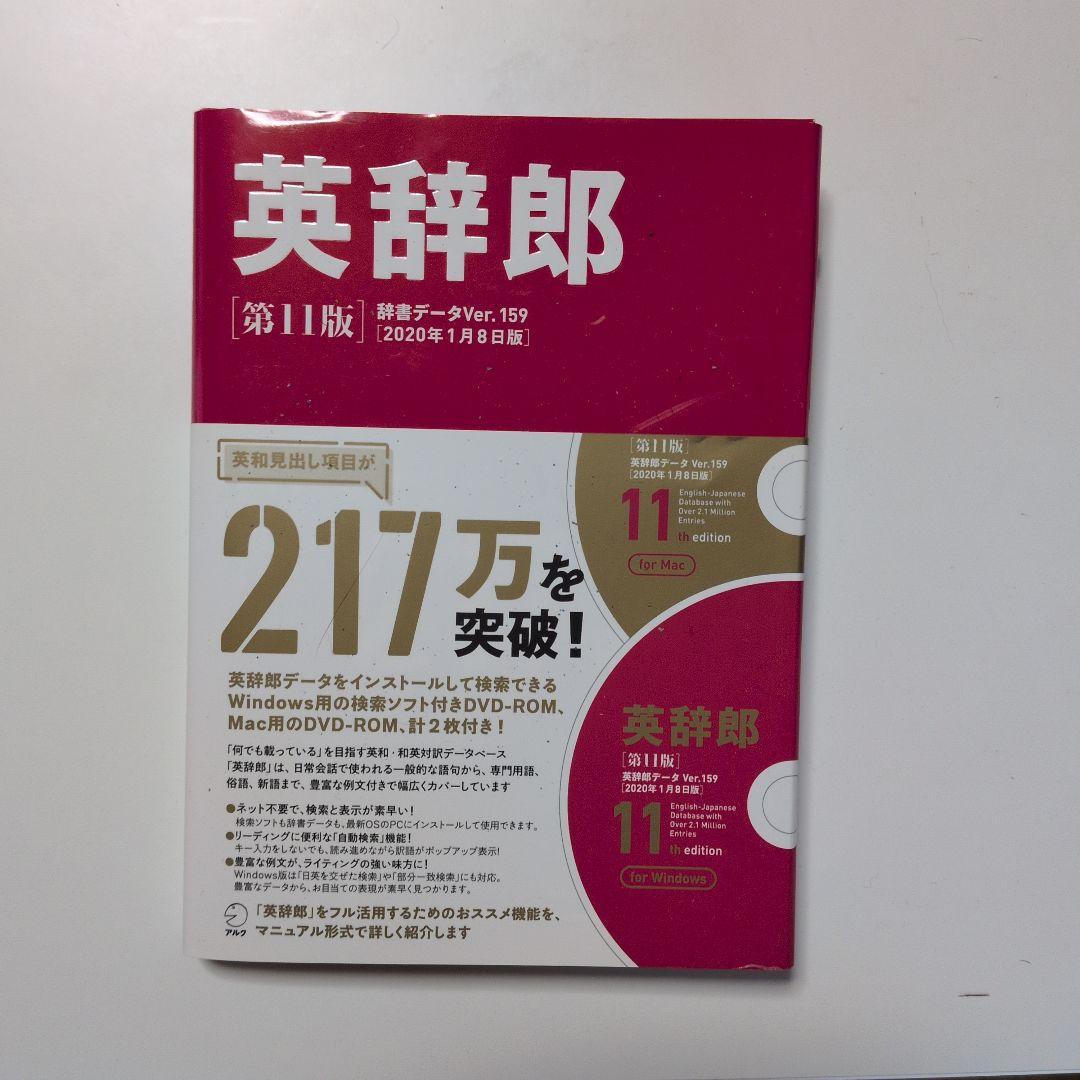 英辞郎
[第11版]
辞書データVer.159
[2020年1月8日版]
英和見出し項目が
217万を
突破!
英辞郎データをインストールして検索できる
Windows用の検索ソフト付きDVD-ROM、
Mac用のDVD-ROM、計2枚付き!
「何でも載っている」を目指す英和・和英対訳データベース
「英辞郎」は、日常会話で使われる一般的な語句から、専門用語、
俗語、新語まで、豊富な例文付きで幅広くカバーしています
●ネット不要で、検索と表示が素早い!
検索ソフトも辞書データも、最新OSのPCにインストールして使用できます。
●リーディングに便利な「自動検索」機能!
キー入力をしないでも、読み進めながら訳語がポップアップ表示!
●豊富な例文が、ライティングの強い味方に!
Windows版は「日英を交ぜた検索」や「部分一致検索」にも対応。
豊富なデータから、お目当ての表現が素早く見つかります。
アルク
「英辞郎」をフル活用するためのおススメ機能を、
マニュアル形式で詳しく紹介します
[第11版]
英辞郎データ Ver.159
[2020年1月8日版]
English-Japanese
Database with
Over 2.1 Million
Entries
11th edition
for Mac
英辞郎
[第11版]
英辞郎データ Ver.159
[2020年1月8日版]
English-Japanese
Database with
Over 2.1 Million
Entries
11th edition
for Windows